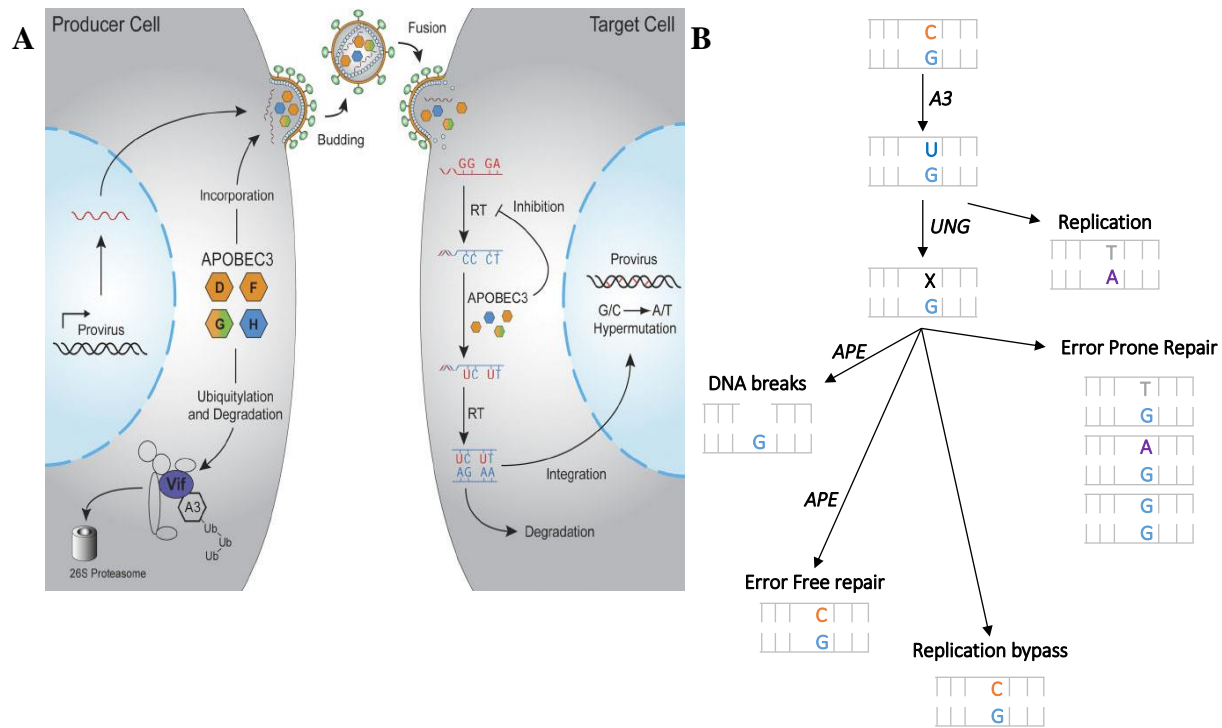 A
Producer Cell
Target Cell
Fusion
Budding
Incorporation
APOBEC3
D
F
G
H
Provirus
Ubiquitylation
and Degradation
Vif
A3
Ub
Ub
Ub
26S Proteasome
GG GA
RT
Inhibition
CC CT
APOBEC3
UC UT
RT
UC UT
AG AA
Integration
Degradation
Provirus
G/C A/T
Hypermutation
B
C
G
A3
U
G
UNG
Replication
T
A
X
G
APE
DNA breaks
G
Error Prone Repair
T
G
A
G
G
G
APE
Error Free repair
C
G
Replication bypass
C
G